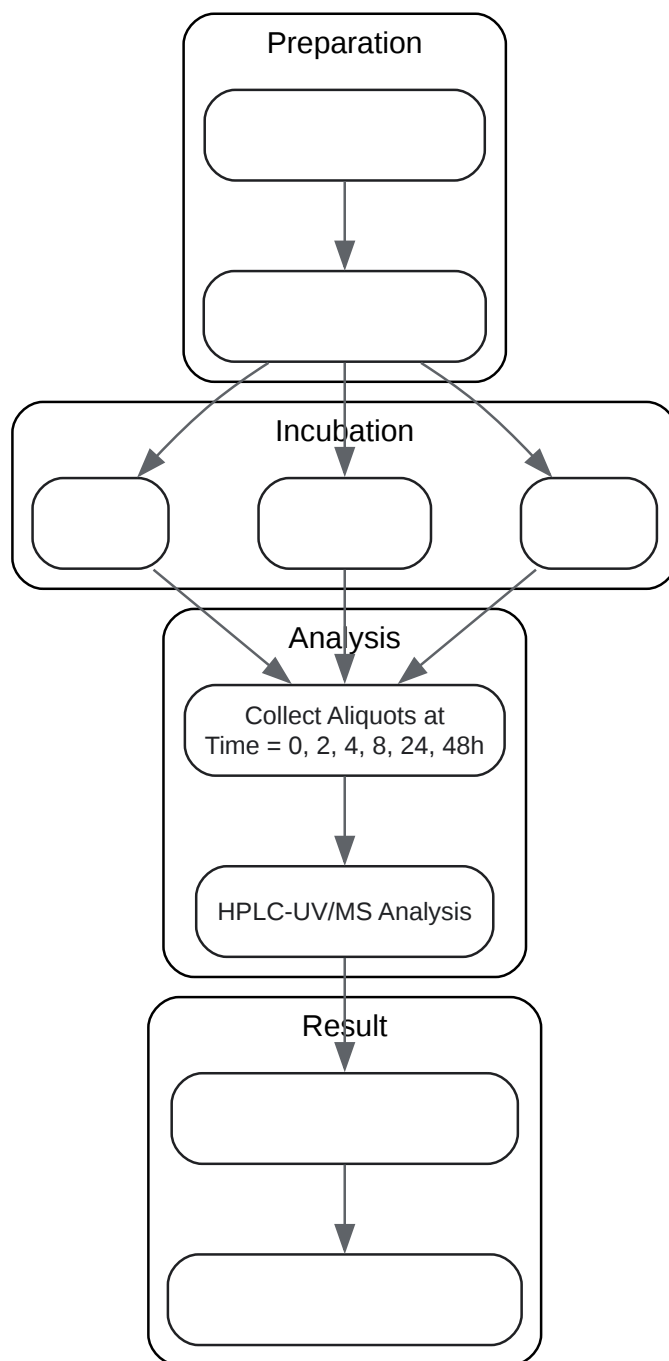 Preparation
Incubation
Analysis
Collect Aliquots at
Time = 0, 2, 4, 8, 24, 48h
HPLC-UV/MS Analysis
Result